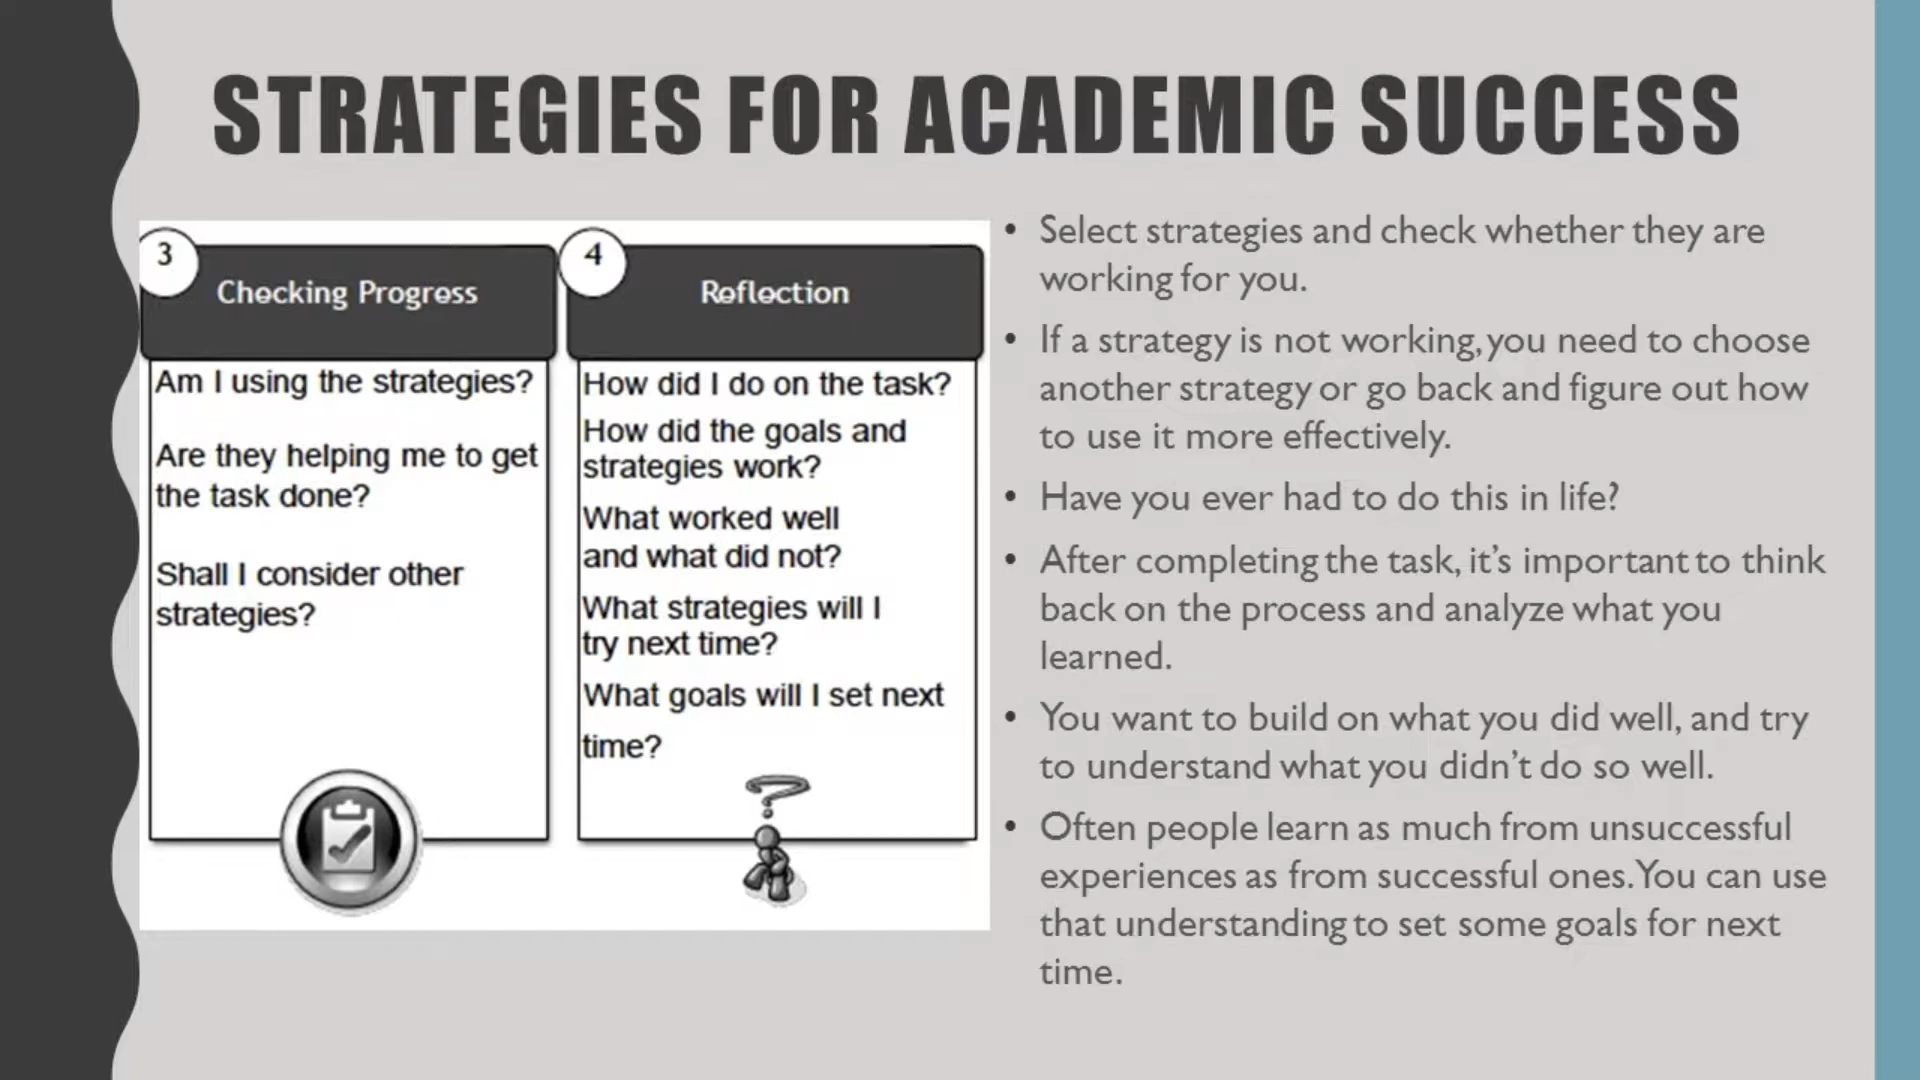 STRATEGIES FOR ACADEMIC SUCCESS
3
Checking Progress
Am I using the strategies?
Are they helping me to get
the task done?
Shall I consider other
strategies?
4
Reflection
How did I do on the task?
How did the goals and
strategies work?
What worked well
and what did not?
What strategies will I
try next time?
What goals will I set next
time?
?
• Select strategies and check whether they are
working for you.
• If a strategy is not working, you need to choose
another strategy or go back and figure out how
to use it more effectively.
• Have you ever had to do this in life?
• After completing the task, it’s important to think
back on the process and analyze what you
learned.
• You want to build on what you did well, and try
to understand what you didn’t do so well.
• Often people learn as much from unsuccessful
experiences as from successful ones. You can use
that understanding to set some goals for next
time.